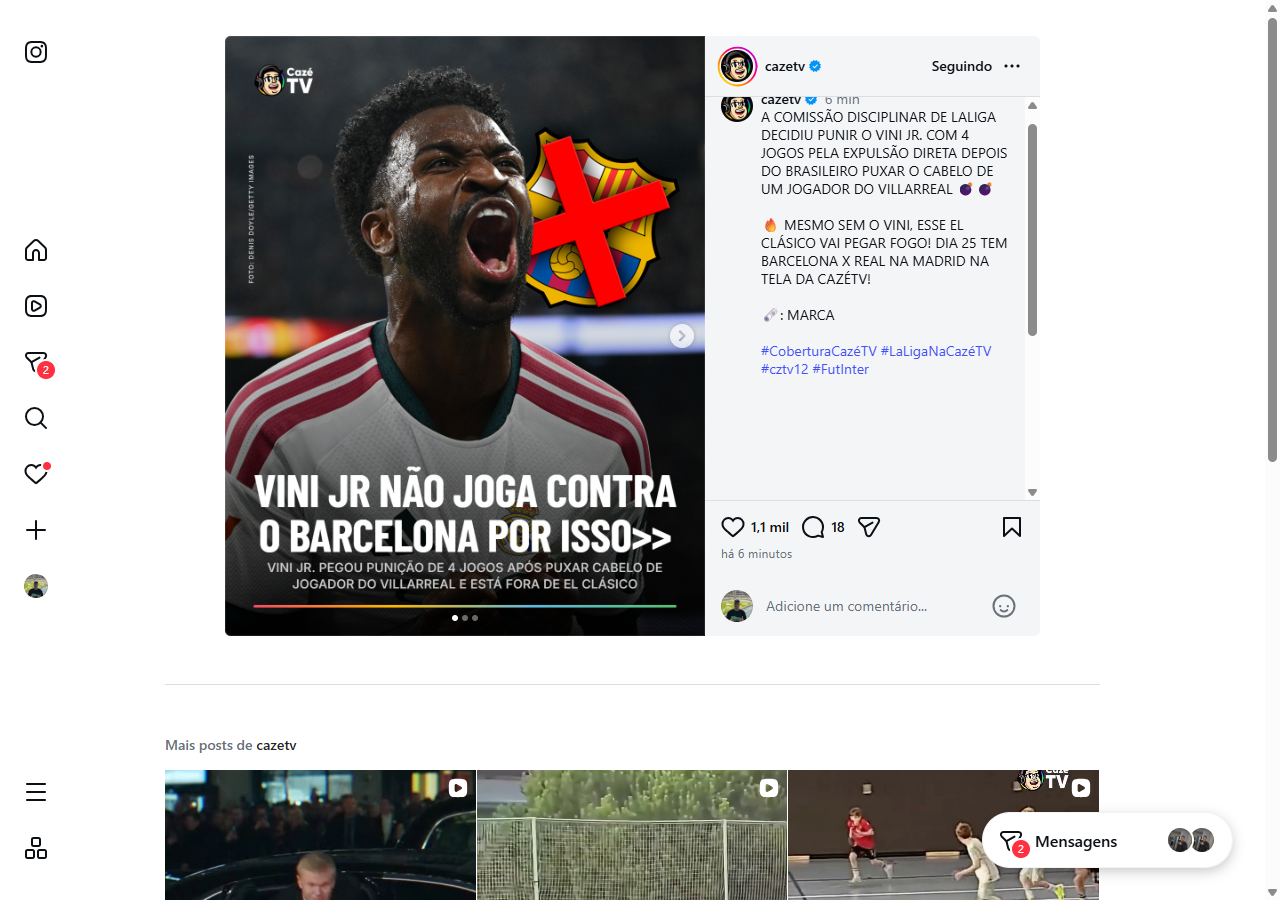 Cazé
TV
FOTO: DENIS DOYLE/GETTY IMAGES
VINI JR NÃO JOGA CONTRA
O BARCELONA POR ISSO>>
VINI JR. PEGOU PUNIÇÃO DE 4 JOGOS APÓS PUXAR CABELO DE
JOGADOR DO VILLARREAL E ESTÁ FORA DE EL CLÁSICO
cazetv
Seguindo
cazetv 6 min
A COMISSÃO DISCIPLINAR DE LALIGA
DECIDIU PUNIR O VINI JR. COM 4
JOGOS PELA EXPULSÃO DIRETA DEPOIS
DO BRASILEIRO PUXAR O CABELO DE
UM JOGADOR DO VILLARREAL 💣 💣
🔥 MESMO SEM O VINI, ESSE EL
CLÁSICO VAI PEGAR FOGO! DIA 25 TEM
BARCELONA X REAL NA MADRID NA
TELA DA CAZÉTV!
🗞️: MARCA
#CoberturaCazéTV #LaLigaNaCazéTV
#cztv12 #FutInter
1,1 mil 18
há 6 minutos
Adicione um comentário...
2
Mais posts de cazetv
Cazé
TV
2
Mensagens